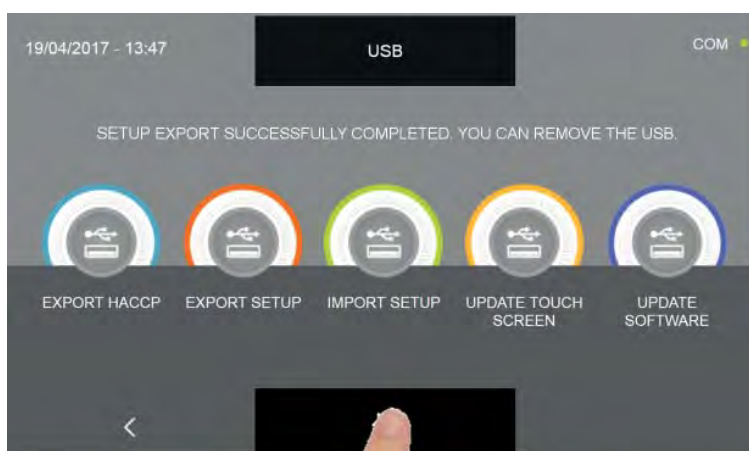 19/04/2017 - 13:47
USB
COM
SETUP EXPORT SUCCESSFULLY COMPLETED. YOU CAN REMOVE THE USB.
EXPORT HACCP
EXPORT SETUP
IMPORT SETUP
UPDATE TOUCH
SCREEN
UPDATE
SOFTWARE